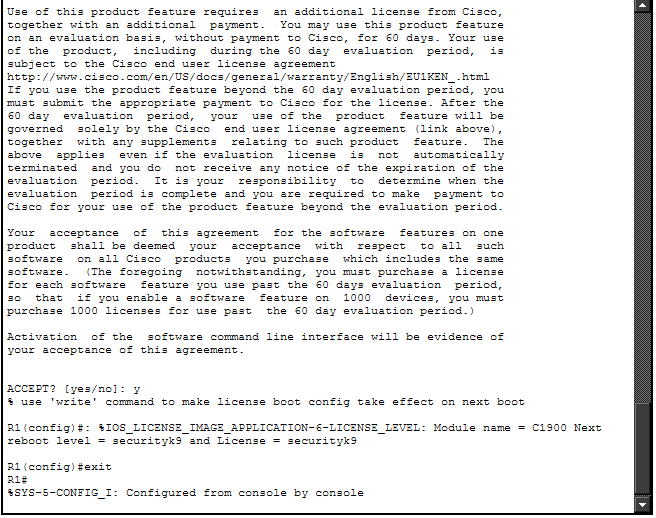 Use of this product feature requires  an additional license from Cisco,
together with an additional  payment.  You may use this product feature
on an evaluation basis, without payment to Cisco, for 60 days. Your use
of the  product,  including  during the 60 day  evaluation  period,  is
subject to the Cisco end user license agreement
http://www.cisco.com/en/US/docs/general/warranty/English/EU1KEN_.html
If you use the product feature beyond the 60 day evaluation period, you
must submit the appropriate payment to Cisco for the license. After the
60 day  evaluation  period,  your  use of the  product  feature will be
governed  solely by the Cisco  end user license agreement (link above),
together  with any supplements  relating to such product  feature.  The
above  applies  even if the evaluation  license  is  not  automatically
terminated  and you do  not receive any notice of the expiration of the
evaluation  period.  It is your  responsibility  to  determine when the
evaluation  period is complete and you are required to make  payment to
Cisco for your use of the product feature beyond the evaluation period.

Your  acceptance  of  this agreement  for the software  features on one
product  shall be deemed  your  acceptance  with  respect  to all  such
software  on all Cisco  products  you purchase  which includes the same
software.  (The foregoing  notwithstanding, you must purchase a license
for each software  feature you use past the 60 days evaluation  period,
so  that  if you enable a software  feature on  1000  devices, you must
purchase 1000 licenses for use past  the 60 day evaluation period.)

Activation  of the  software command line interface will be evidence of
your acceptance of this agreement.

ACCEPT? [yes/no]: y
% use 'write' command to make license boot config take effect on next boot

R1(config)#: %IOS_LICENSE_IMAGE_APPLICATION-6-LICENSE_LEVEL: Module name = C1900 Next
reboot level = securityk9 and License = securityk9

R1(config)#exit
R1#
%SYS-5-CONFIG_I: Configured from console by console